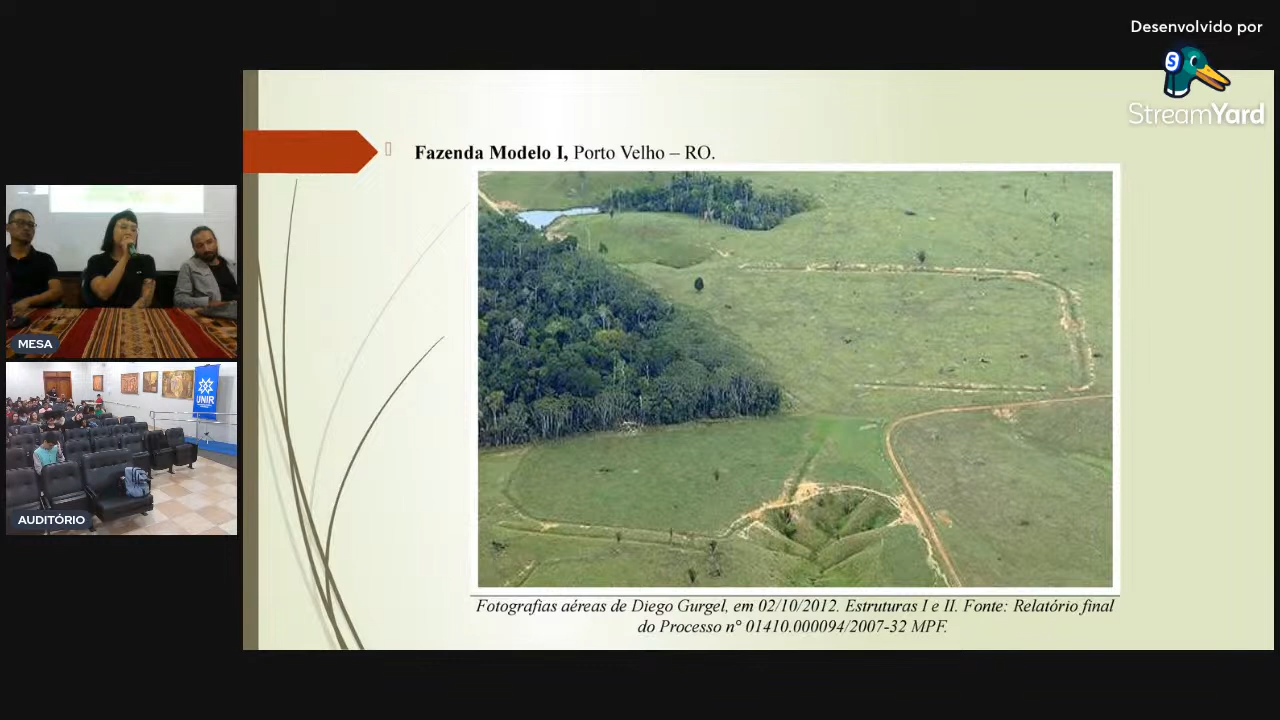 Desenvolvido por
StreamYard
Fazenda Modelo I, Porto Velho – RO.
MESA
UNIR
AUDITÓRIO
Fotografias aéreas de Diego Gurgel, em 02/10/2012. Estruturas I e II. Fonte: Relatório final
do Processo n° 01410.000094/2007-32 MPF.